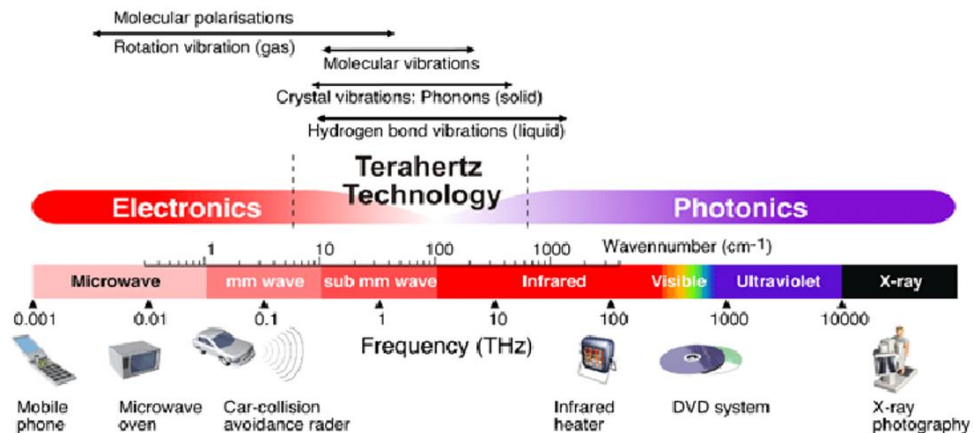 Molecular polarisations
Rotation vibration (gas)
Molecular vibrations
Crystal vibrations: Phonons (solid)
Hydrogen bond vibrations (liquid)
Terahertz
Technology
Electronics
Photonics
1 10 100 1000 Wavennumber (cm-1)
Microwave mm wave sub mm wave Infrared Visible Ultraviolet X-ray
0.001 0.01 0.1 1 10 100 1000 10000
Frequency (THz)
Mobile
phone
Microwave
oven
Car-collision
avoidance rader
Infrared
heater
DVD system
X-ray
photography